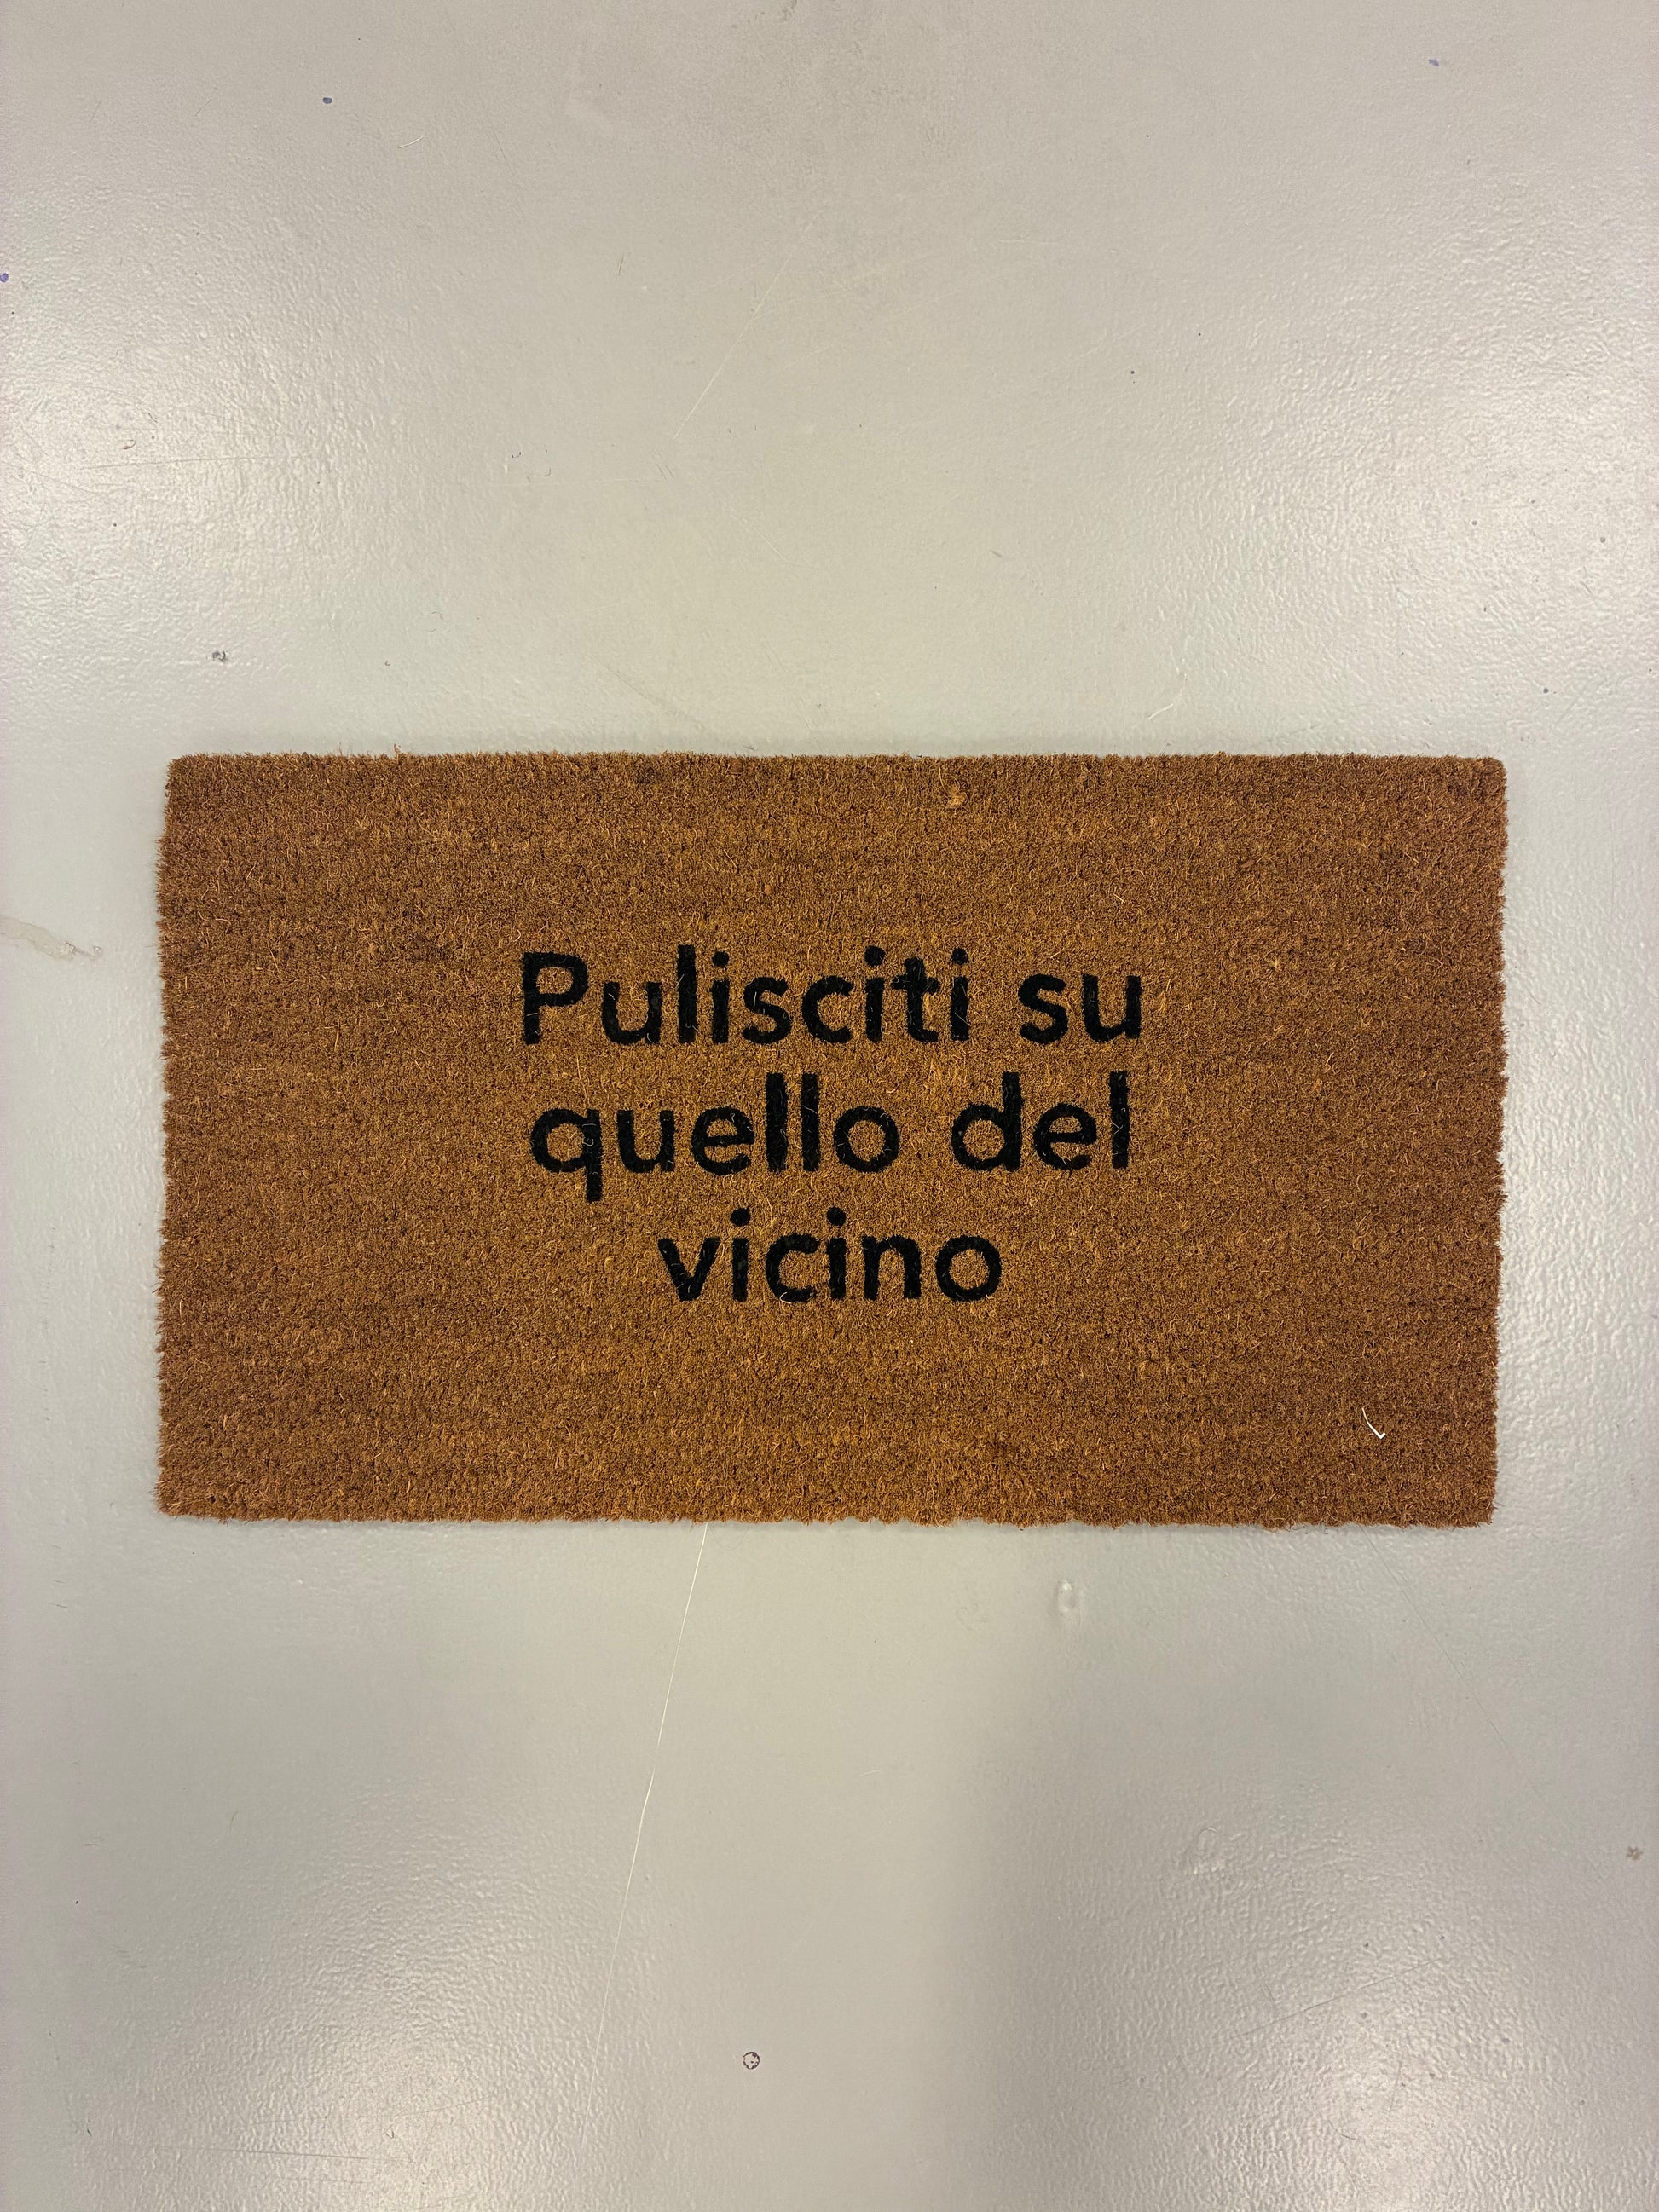 Pulisciti su
quello del
vicino